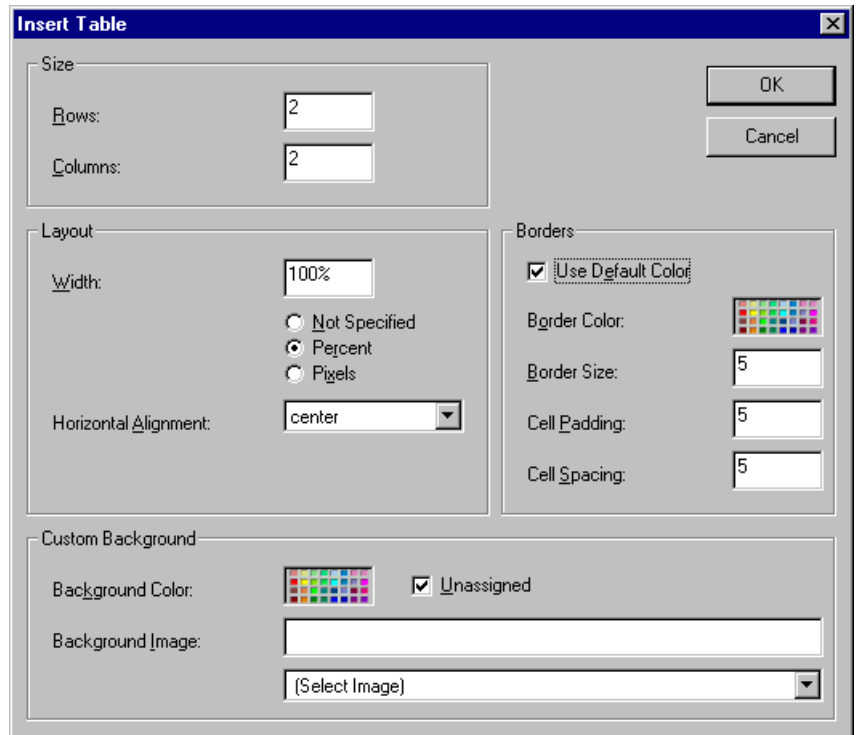 Insert Table
Size
Rows: 2
Columns: 2
OK
Cancel
Layout
Width: 100%
Not Specified
Percent
Pixels
Horizontal Alignment: center
Borders
Use Default Color
Border Color:
Border Size: 5
Cell Padding: 5
Cell Spacing: 5
Custom Background
Background Color: Unassigned
Background Image:
(Select Image)